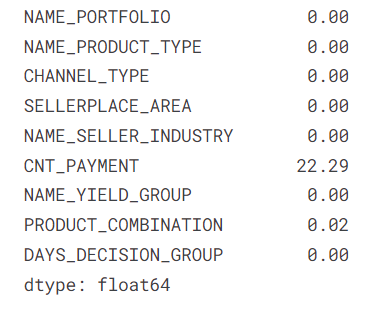 NAME_PORTFOLIO 0.00
NAME_PRODUCT_TYPE 0.00
CHANNEL_TYPE 0.00
SELLERPLACE_AREA 0.00
NAME_SELLER_INDUSTRY 0.00
CNT_PAYMENT 22.29
NAME_YIELD_GROUP 0.00
PRODUCT_COMBINATION 0.02
DAYS_DECISION_GROUP 0.00
dtype: float64